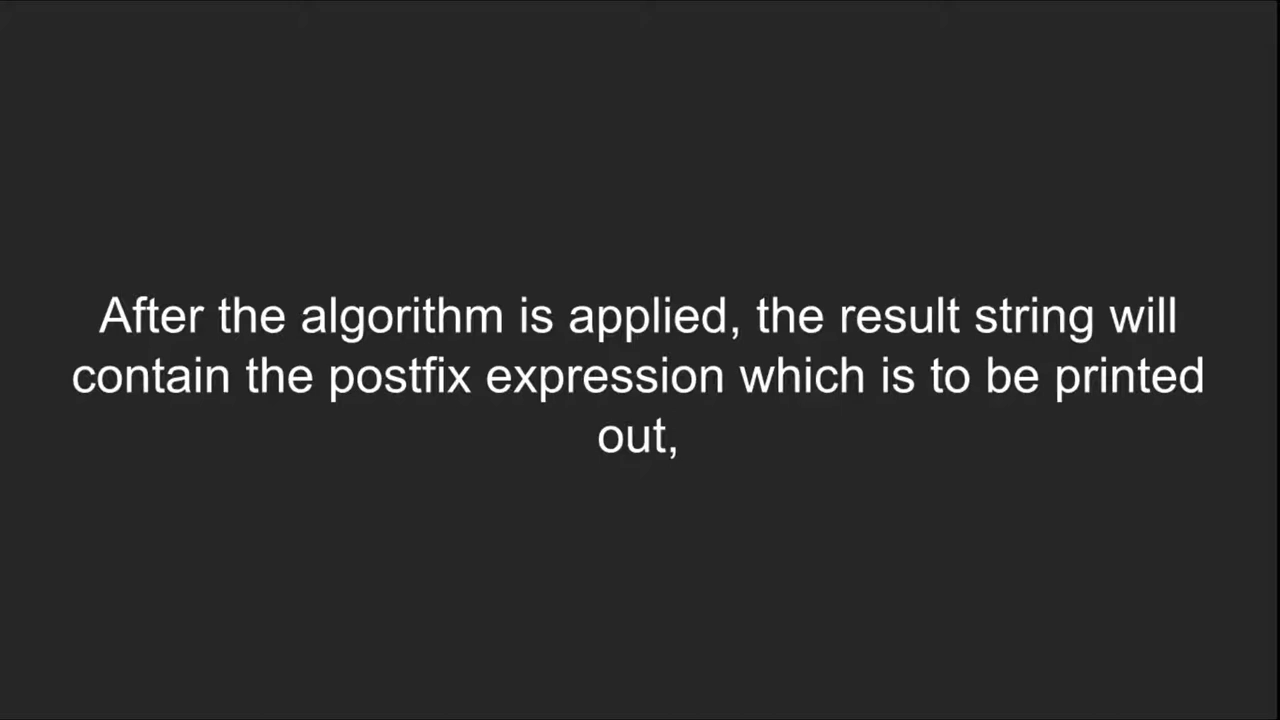 After the algorithm is applied, the result string will
contain the postfix expression which is to be printed
out,